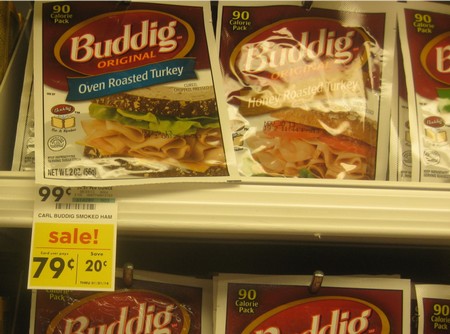 90
Calorie
Pack
Buddig
ORIGINAL
Oven Roasted Turkey
NET WT. 2 OZ. (56g)
90
Calorie
Pack
Buddig
ORIGINAL
Honey Roasted Turkey
90
Calorie
Pack
B
99¢
CARL BUDDIG SMOKED HAM
sale!
79¢
Save
20¢
90
Calorie
Pack
Buddig
90
Calorie
Pack
Buddig
90
Calorie
Pack